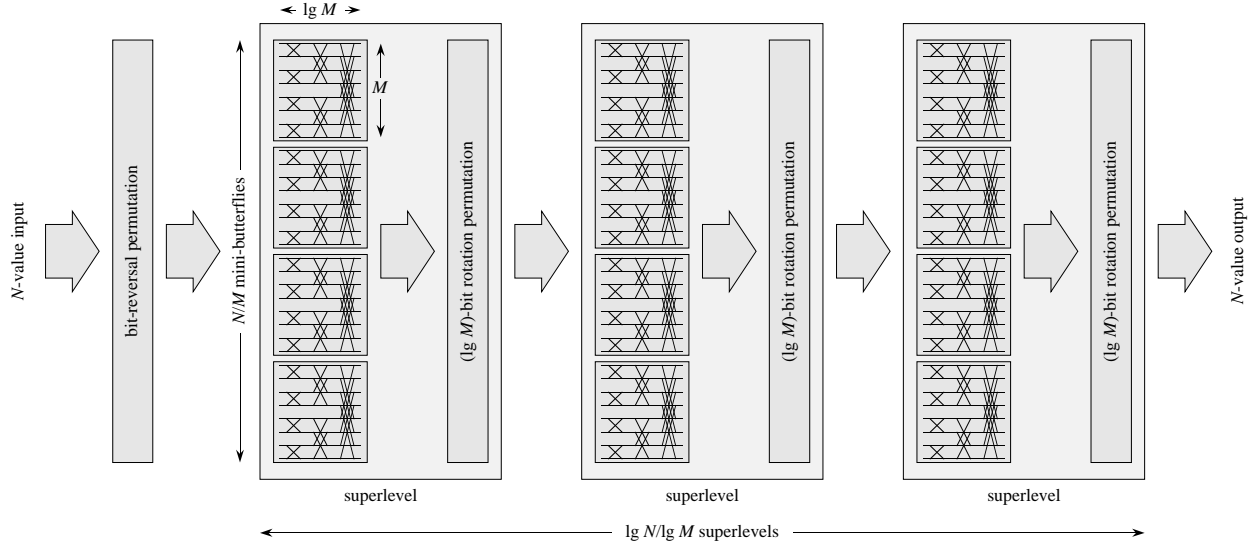 lg M
N-value input
bit-reversal permutation
N/M mini-butterflies
M
(lg M)-bit rotation permutation
(lg M)-bit rotation permutation
(lg M)-bit rotation permutation
N-value output
superlevel
superlevel
superlevel
lg N/lg M superlevels